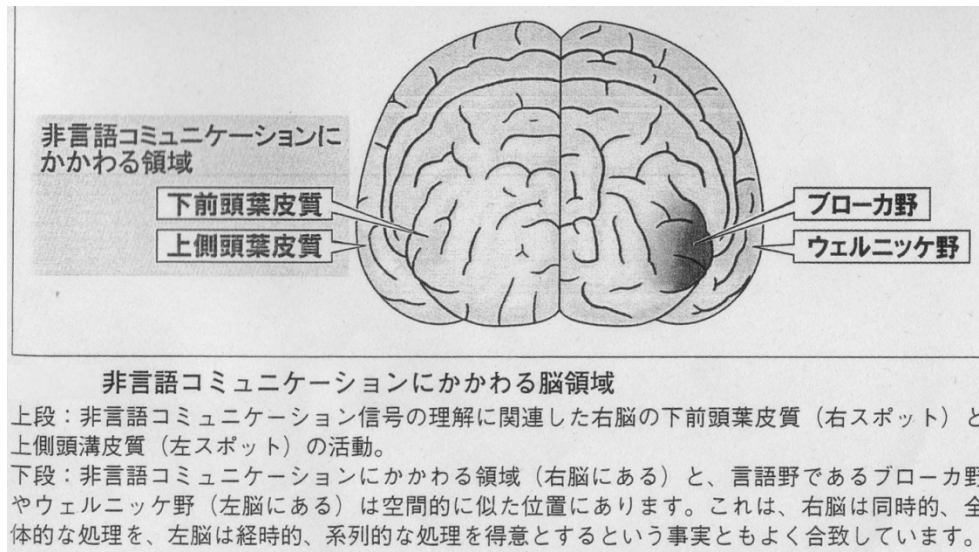 非言語コミュニケーションに
かかわる領域
下前頭葉皮質
上側頭葉皮質
ブローカ野
ウェルニッケ野
非言語コミュニケーションにかかわる脳領域
上段：非言語コミュニケーション信号の理解に関連した右脳の下前頭葉皮質（右スポット）と
上側頭溝皮質（左スポット）の活動。
下段：非言語コミュニケーションにかかわる領域（右脳にある）と、言語野であるブローカ野
やウェルニッケ野（左脳にある）は空間的に似た位置にあります。これは、右脳は同時的、全
体的な処理を、左脳は経時的、系列的な処理を得意とするという事実ともよく合致しています。